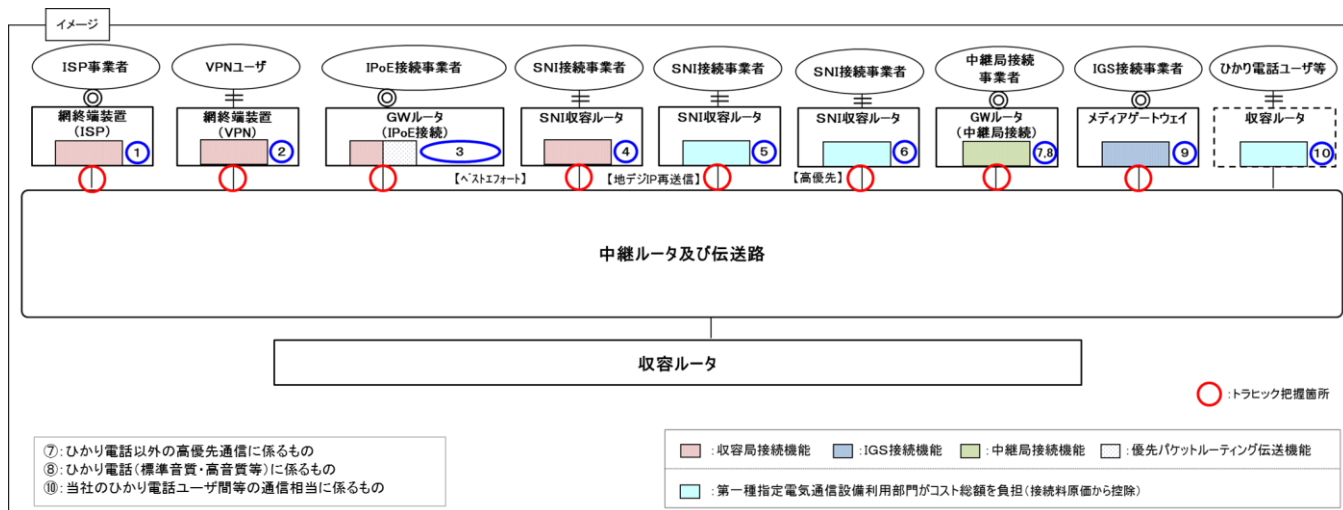 イメージ
ISP事業者
VPNユーザ
IPoE接続事業者
SNI接続事業者
SNI接続事業者
SNI接続事業者
中継局接続
事業者
IGS接続事業者
ひかり電話ユーザ等
網終端装置
(ISP)
1
網終端装置
(VPN)
2
GWルータ
(IPoE接続)
3
SNI収容ルータ
4
SNI収容ルータ
5
SNI収容ルータ
6
GWルータ
(中継局接続)
7,8
メディアゲートウェイ
9
収容ルータ
10
【ベストエフォート】
【地デジIP再送信】
【高優先】
中継ルータ及び伝送路
収容ルータ
:トラヒック把握箇所
⑦:ひかり電話以外の高優先通信に係るもの
⑧:ひかり電話(標準音質・高音質等)に係るもの
⑩:当社のひかり電話ユーザ間等の通信相当に係るもの
:収容局接続機能 :IGS接続機能 :中継局接続機能 :優先パケットルーティング伝送機能
:第一種指定電気通信設備利用部門がコスト総額を負担(接続料原価から控除)